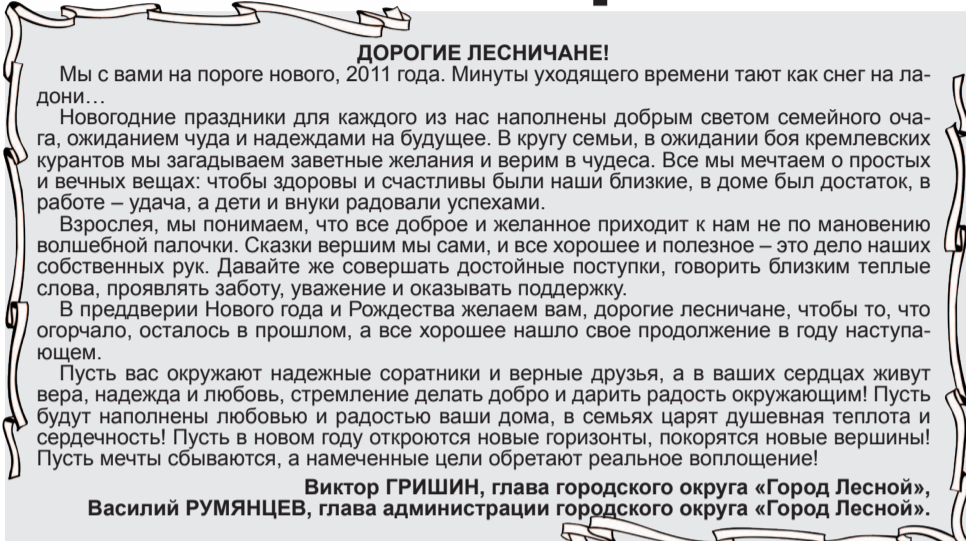 ДОРОГИЕ ЛЕСНИЧАНЕ!
Мы с вами на пороге нового, 2011 года. Минуты уходящего времени тают как снег на ла-
дони…
Новогодние праздники для каждого из нас наполнены добрым светом семейного оча-
га, ожиданием чуда и надеждами на будущее. В кругу семьи, в ожидании боя кремлевских
курантов мы загадываем заветные желания и верим в чудеса. Все мы мечтаем о простых
и вечных вещах: чтобы здоровы и счастливы были наши близкие, в доме был достаток, в
работе – удача, а дети и внуки радовали успехами.
Взрослея, мы понимаем, что все доброе и желанное приходит к нам не по мановению
волшебной палочки. Сказки вершим мы сами, и все хорошее и полезное – это дело наших
собственных рук. Давайте же совершать достойные поступки, говорить близким теплые
слова, проявлять заботу, уважение и оказывать поддержку.
В преддверии Нового года и Рождества желаем вам, дорогие лесничане, чтобы то, что
огорчало, осталось в прошлом, а все хорошее нашло свое продолжение в году наступа-
ющем.
Пусть вас окружают надежные соратники и верные друзья, а в ваших сердцах живут
вера, надежда и любовь, стремление делать добро и дарить радость окружающим! Пусть
будут наполнены любовью и радостью ваши дома, в семьях царят душевная теплота и
сердечность! Пусть в новом году откроются новые горизонты, покорятся новые вершины!
Пусть мечты сбываются, а намеченные цели обретают реальное воплощение!
Виктор ГРИШИН, глава городского округа «Город Лесной»,
Василий РУМЯНЦЕВ, глава администрации городского округа «Город Лесной».